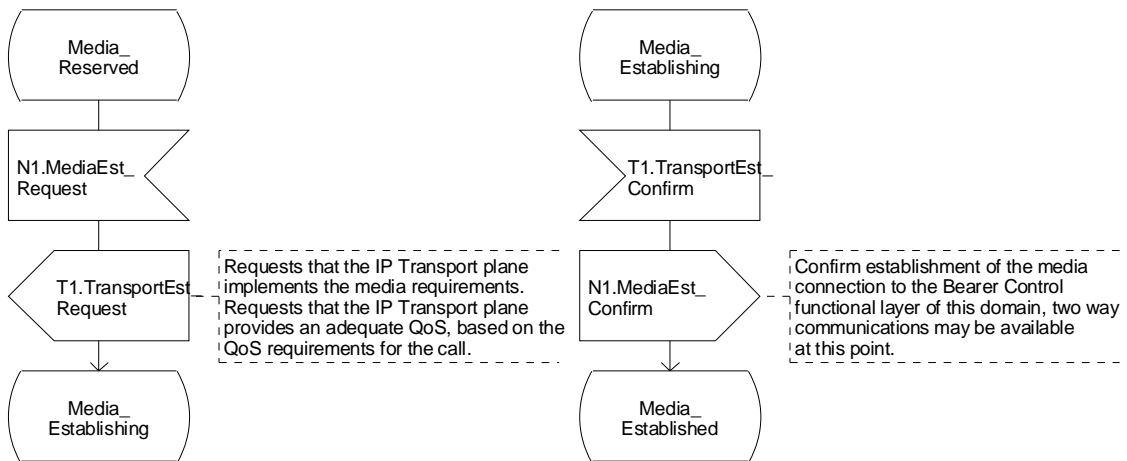 Media_
Reserved
N1.MediaEst_
Request
T1.TransportEst_
Request
Requests that the IP Transport plane
implements the media requirements.
Requests that the IP Transport plane
provides an adequate QoS, based on the
QoS requirements for the call.
Media_
Establishing
Media_
Establishing
T1.TransportEst_
Confirm
N1.MediaEst_
Confirm
Confirm establishment of the media
connection to the Bearer Control
functional layer of this domain, two way
communications may be available
at this point.
Media_
Established